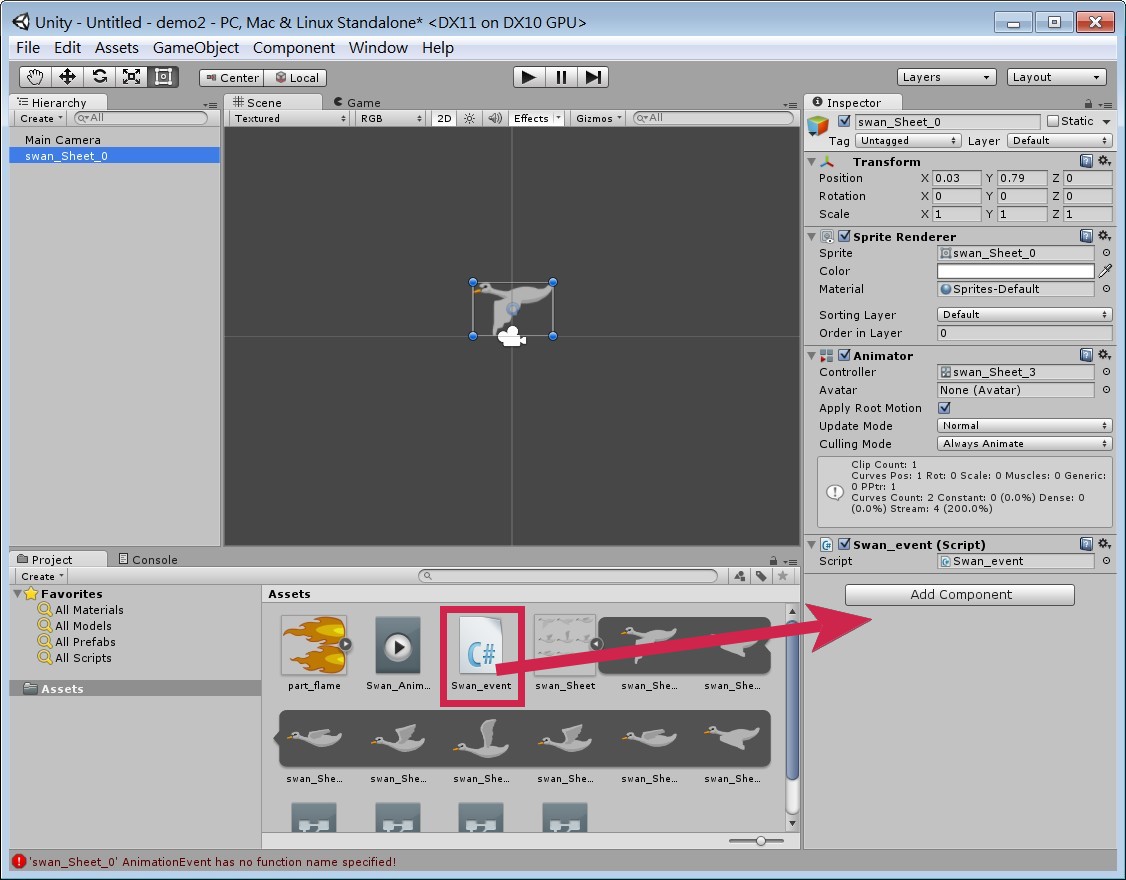 Unity - Untitled - demo2 - PC, Mac & Linux Standalone* <DX11 on DX10 GPU>
File Edit Assets GameObject Component Window Help
Center Local Layers Layout
Hierarchy
Create All
Main Camera
swan_Sheet_0
Scene Game
Textured RGB 2D Effects Gizmos All
Inspector
swan_Sheet_0 Static
Tag Untagged Layer Default
Transform
Position X 0.03 Y 0.79 Z 0
Rotation X 0 Y 0 Z 0
Scale X 1 Y 1 Z 1
Sprite Renderer
Sprite swan_Sheet_0
Color
Material Sprites-Default
Sorting Layer Default
Order in Layer 0
Animator
Controller swan_Sheet_3
Avatar None (Avatar)
Apply Root Motion
Update Mode Normal
Culling Mode Always Animate
Clip Count: 1
Curves Pos: 1 Rot: 0 Scale: 0 Muscles: 0 Generic:
0 PPtr: 1
Curves Count: 2 Constant: 0 (0.0%) Dense: 0
(0.0%) Stream: 4 (200.0%)
Swan_event (Script)
Script Swan_event
Add Component
Project Console
Create
Favorites
All Materials
All Models
All Prefabs
All Scripts
Assets
Assets
C#
part_flame Swan_Anim... Swan_event swan_Sheet swan_She... swan_She...
swan_She... swan_She... swan_She... swan_She... swan_She... swan_She...
'swan_Sheet_0' AnimationEvent has no function name specified!